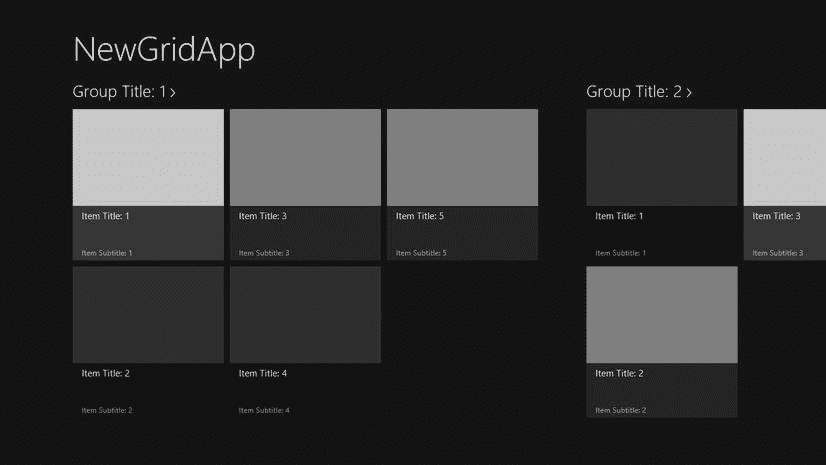 NewGridApp
Group Title: 1 >
Item Title: 1
Item Subtitle: 1
Item Title: 3
Item Subtitle: 3
Item Title: 5
Item Subtitle: 5
Item Title: 2
Item Subtitle: 2
Item Title: 4
Item Subtitle: 4
Group Title: 2 >
Item Title: 1
Item Subtitle: 1
Item Title: 3
Item Subtitle: 3
Item Title: 2
Item Subtitle: 2